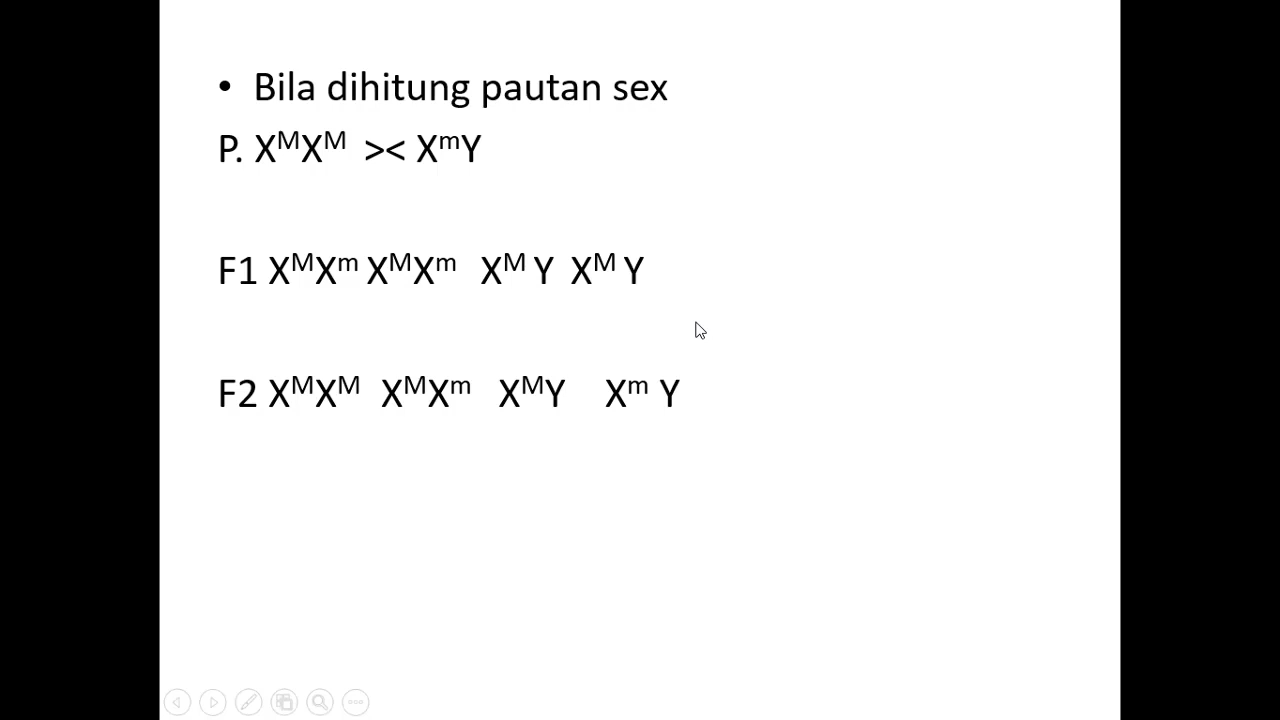 • Bila dihitung pautan sex
P. XᴹXᴹ >< XᵐY
F1 XᴹXᵐ XᴹXᵐ Xᴹ Y Xᴹ Y
F2 XᴹXᴹ XᴹXᵐ XᴹY Xᵐ Y